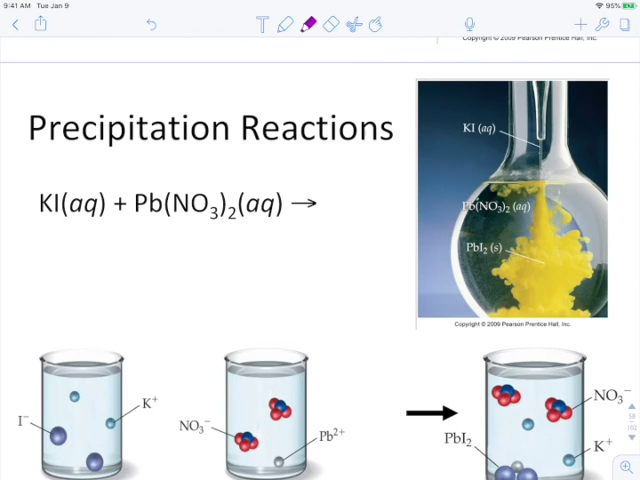 9:41 AM Tue Jan 9
95%
Copyright © 2009 Pearson Prentice Hall, Inc.
Precipitation Reactions
KI(aq) + Pb(NO₃)₂(aq) →
KI (aq)
Pb(NO₃)₂ (aq)
PbI₂ (s)
Copyright © 2009 Pearson Prentice Hall, Inc.
I⁻
K⁺
NO₃⁻
Pb²⁺
NO₃⁻
PbI₂
K⁺
58
102